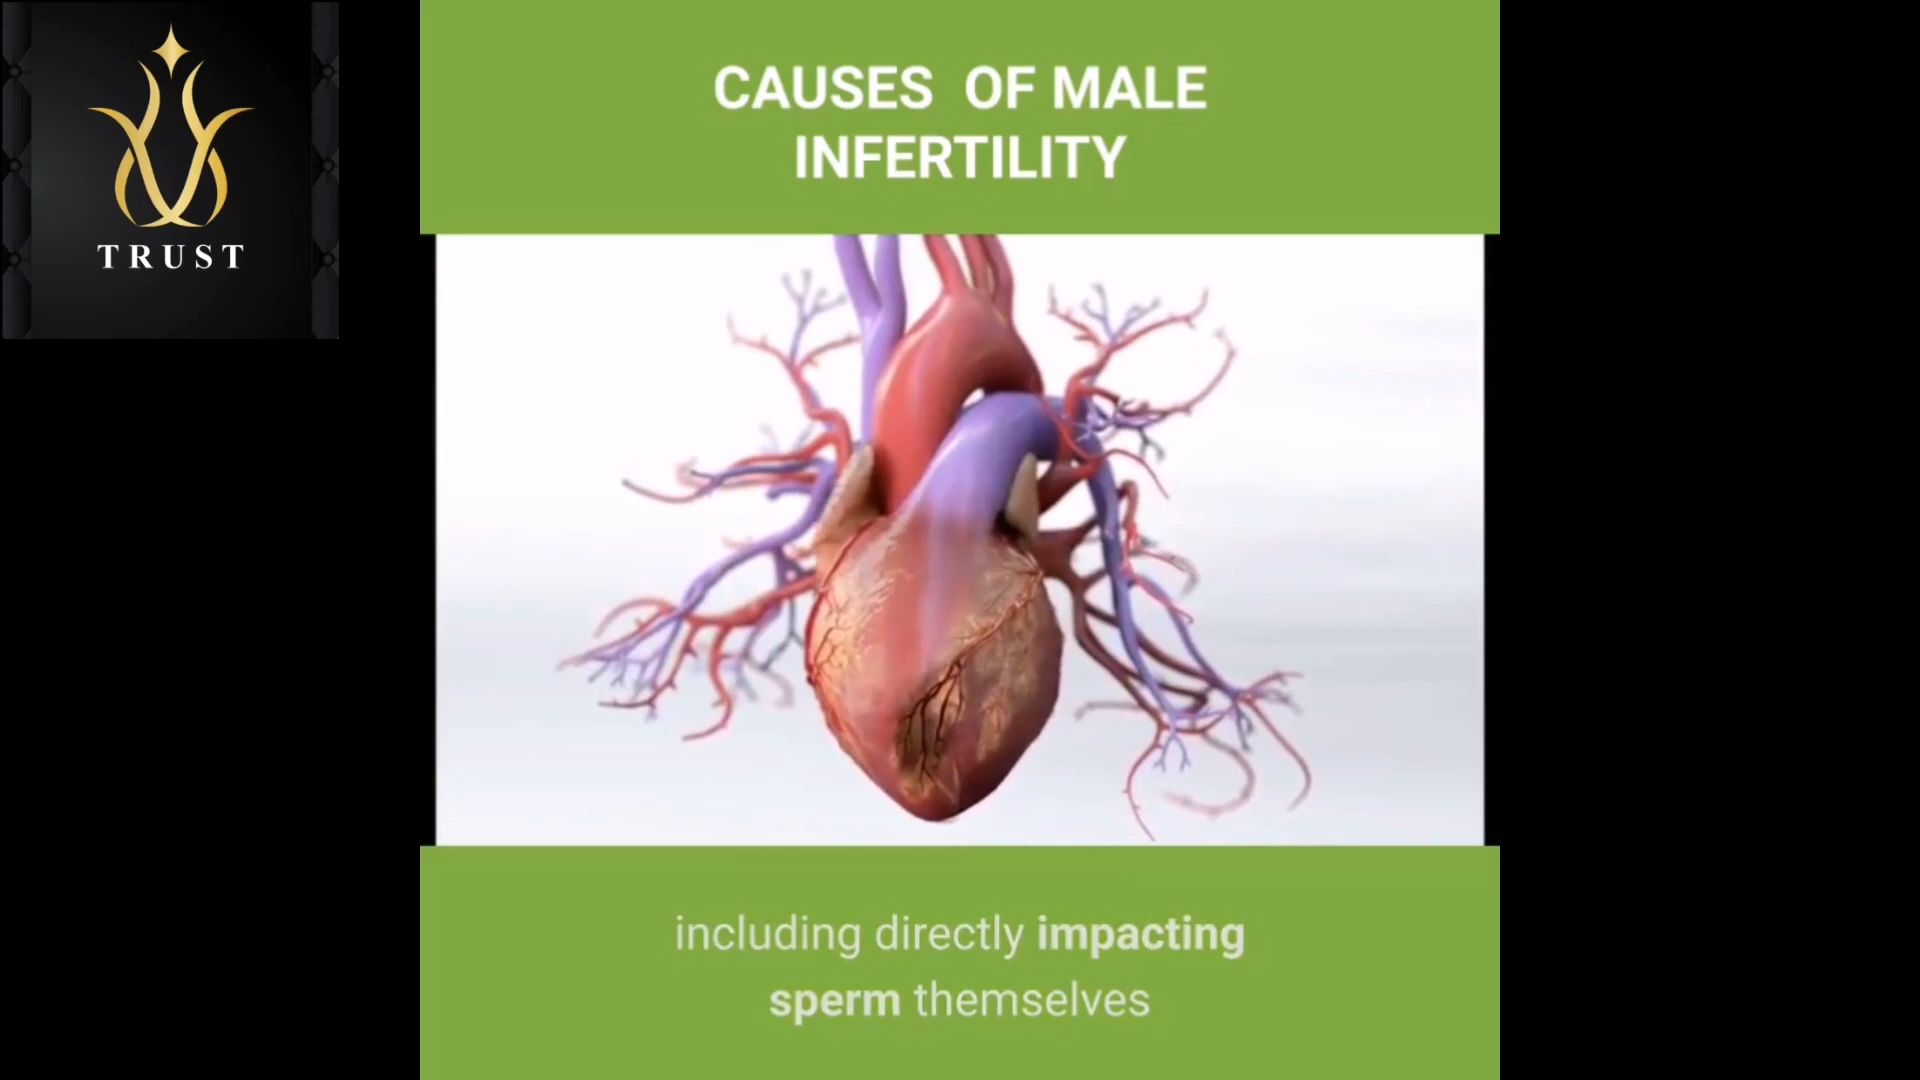 TRUST
CAUSES OF MALE
INFERTILITY
including directly impacting
sperm themselves